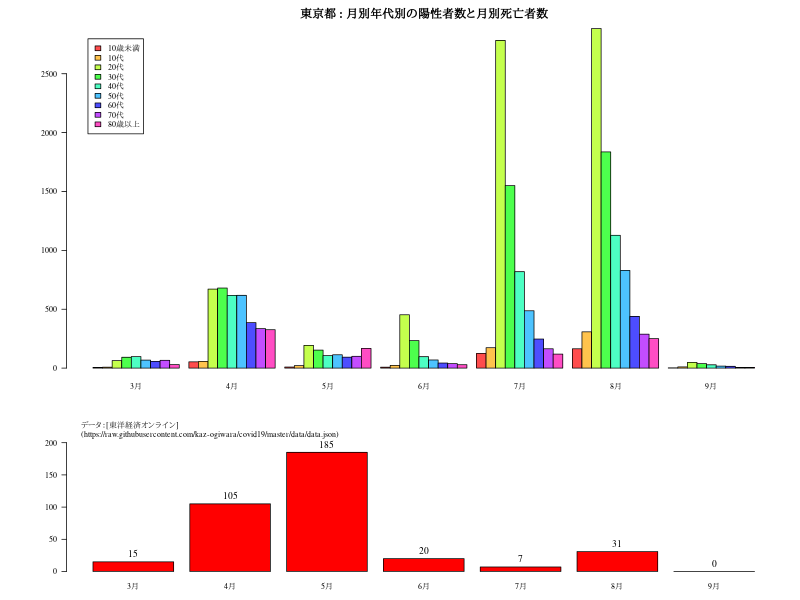 東京都 : 月別年代別の陽性者数と月別死亡者数
10歳未満
10代
20代
30代
40代
50代
60代
70代
80歳以上
2500
2000
1500
1000
500
0
3月 4月 5月 6月 7月 8月 9月
データ:[東洋経済オンライン]
(https://raw.githubusercontent.com/kaz-ogiwara/covid19/master/data/data.json)
200
150
100
50
0
15 105 185 20 7 31 0
3月 4月 5月 6月 7月 8月 9月